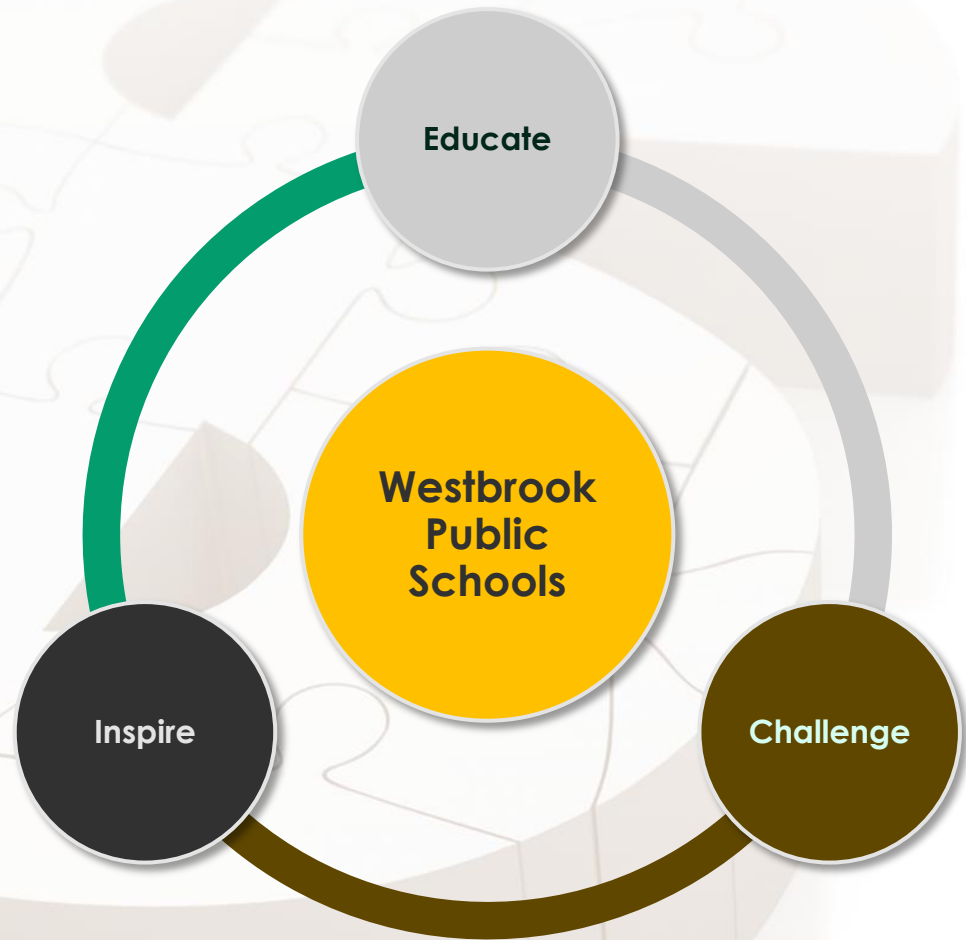 Educate
Westbrook
Public
Schools
Inspire
Challenge